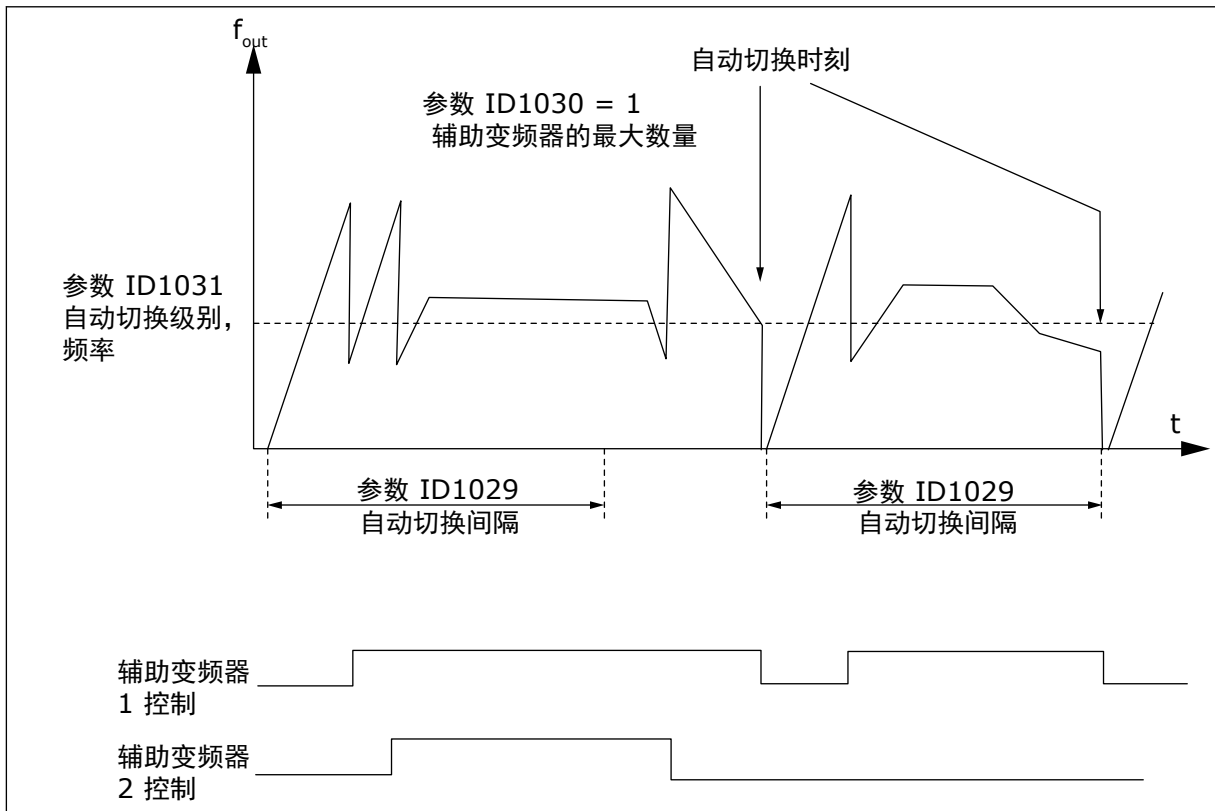 fout
自动切换时刻
参数 ID1030 = 1
辅助变频器的最大数量
参数 ID1031
自动切换级别，
频率
t
参数 ID1029
自动切换间隔
参数 ID1029
自动切换间隔
辅助变频器
1 控制
辅助变频器
2 控制